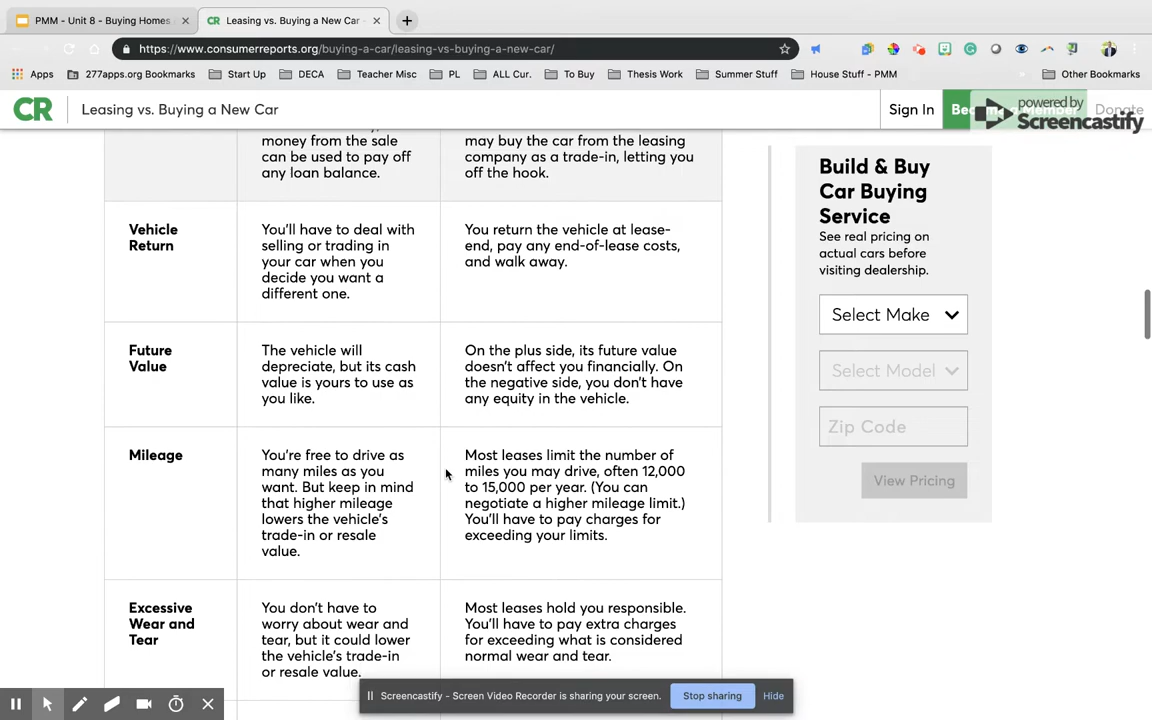 PMM - Unit 8 - Buying Homes
Leasing vs. Buying a New Car -
https://www.consumerreports.org/buying-a-car/leasing-vs-buying-a-new-car/
Apps
277apps.org Bookmarks
Start Up
DECA
Teacher Misc
PL
ALL Cur.
To Buy
Thesis Work
Summer Stuff
House Stuff - PMM
Other Bookmarks
CR
Leasing vs. Buying a New Car
Sign In
Donate
powered by
Screencastify
money from the sale
can be used to pay off
any loan balance.
may buy the car from the leasing
company as a trade-in, letting you
off the hook.
Vehicle
Return
You'll have to deal with
selling or trading in
your car when you
decide you want a
different one.
You return the vehicle at lease-
end, pay any end-of-lease costs,
and walk away.
Future
Value
The vehicle will
depreciate, but its cash
value is yours to use as
you like.
On the plus side, its future value
doesn't affect you financially. On
the negative side, you don't have
any equity in the vehicle.
Mileage
You're free to drive as
many miles as you
want. But keep in mind
that higher mileage
lowers the vehicle's
trade-in or resale
value.
Most leases limit the number of
miles you may drive, often 12,000
to 15,000 per year. (You can
negotiate a higher mileage limit.)
You'll have to pay charges for
exceeding your limits.
Excessive
Wear and
Tear
You don't have to
worry about wear and
tear, but it could lower
the vehicle's trade-in
or resale value.
Most leases hold you responsible.
You'll have to pay extra charges
for exceeding what is considered
normal wear and tear.
Build & Buy
Car Buying
Service
See real pricing on
actual cars before
visiting dealership.
Select Make
Select Model
Zip Code
View Pricing
Screencastify - Screen Video Recorder is sharing your screen.
Stop sharing
Hide